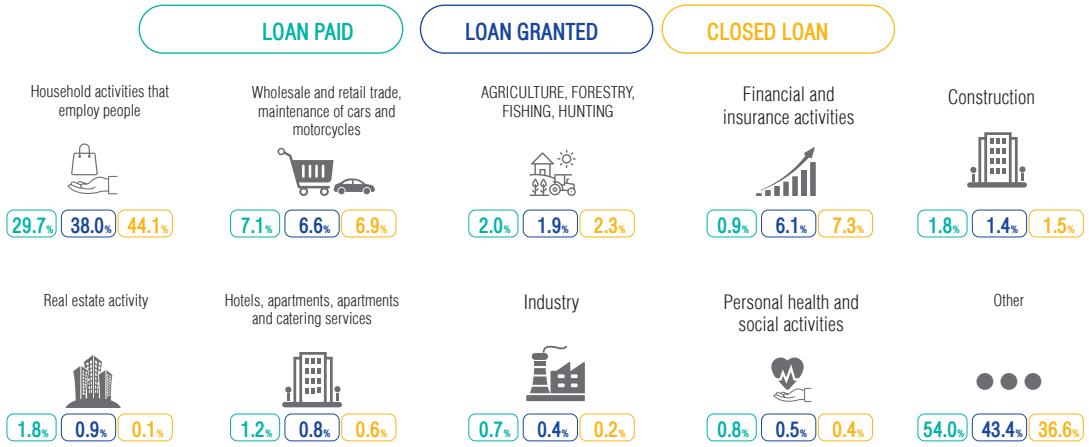 LOAN PAID
LOAN GRANTED
CLOSED LOAN
Household activities that
employ people
29.7% 38.0% 44.1%
Wholesale and retail trade,
maintenance of cars and
motorcycles
7.1% 6.6% 6.9%
AGRICULTURE, FORESTRY,
FISHING, HUNTING
2.0% 1.9% 2.3%
Financial and
insurance activities
0.9% 6.1% 7.3%
Construction
1.8% 1.4% 1.5%
Real estate activity
1.8% 0.9% 0.1%
Hotels, apartments, apartments
and catering services
1.2% 0.8% 0.6%
Industry
0.7% 0.4% 0.2%
Personal health and
social activities
0.8% 0.5% 0.4%
Other
54.0% 43.4% 36.6%